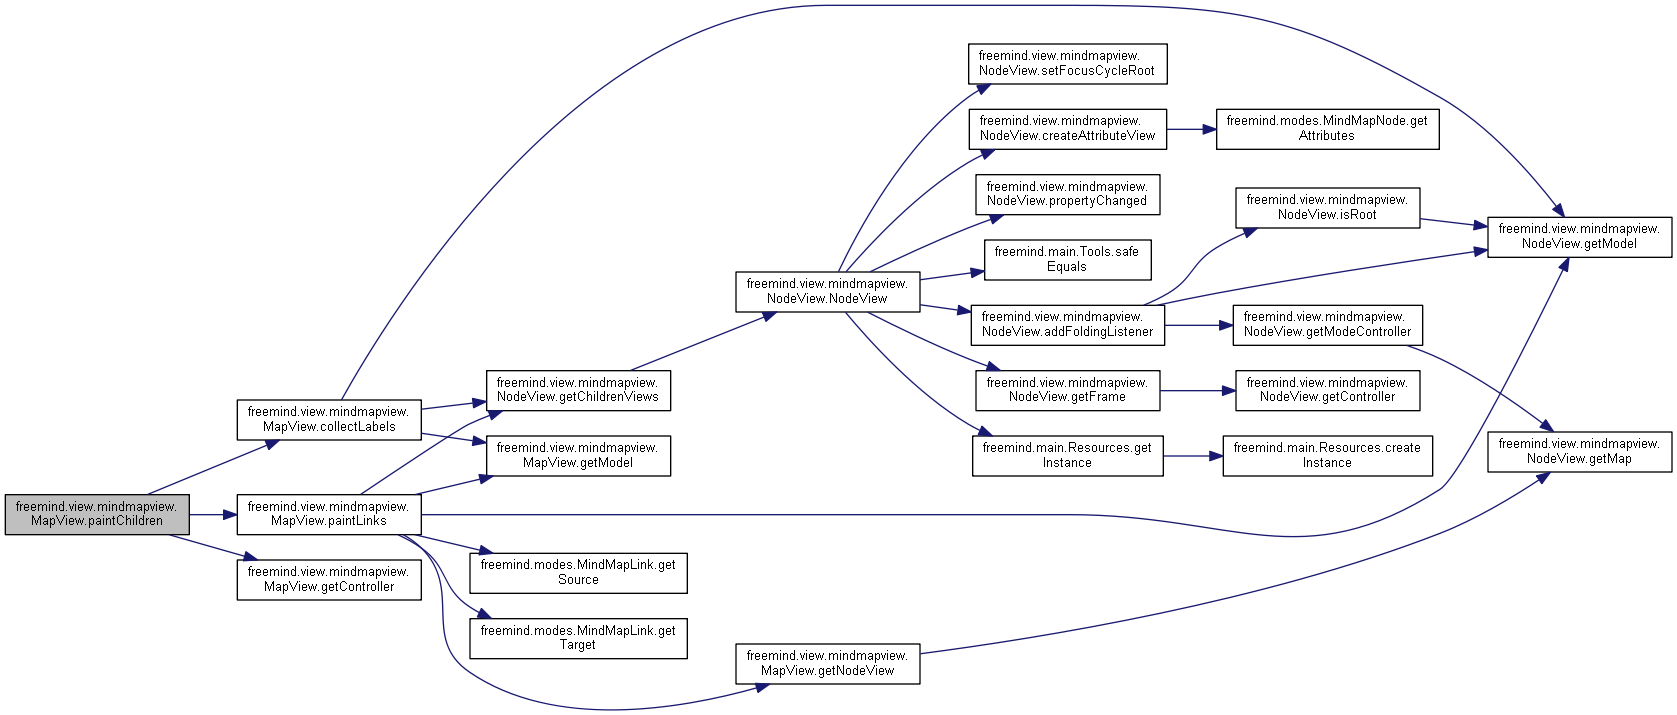 freemind.view.mindmapview.
NodeView.setFocusCycleRoot
freemind.view.mindmapview.
NodeView.createAttributeView
freemind.modes.MindMapNode.get
Attributes
freemind.view.mindmapview.
NodeView.propertyChanged
freemind.view.mindmapview.
NodeView.isRoot
freemind.view.mindmapview.
NodeView.getModel
freemind.main.Tools.safe
Equals
freemind.view.mindmapview.
NodeView.NodeView
freemind.view.mindmapview.
NodeView.addFoldingListener
freemind.view.mindmapview.
NodeView.getModeController
freemind.view.mindmapview.
NodeView.getChildrenViews
freemind.view.mindmapview.
NodeView.getFrame
freemind.view.mindmapview.
NodeView.getController
freemind.view.mindmapview.
MapView.collectLabels
freemind.view.mindmapview.
MapView.getModel
freemind.main.Resources.get
Instance
freemind.main.Resources.create
Instance
freemind.view.mindmapview.
NodeView.getMap
freemind.view.mindmapview.
MapView.paintChildren
freemind.view.mindmapview.
MapView.paintLinks
freemind.view.mindmapview.
MapView.getController
freemind.modes.MindMapLink.get
Source
freemind.modes.MindMapLink.get
Target
freemind.view.mindmapview.
MapView.getNodeView